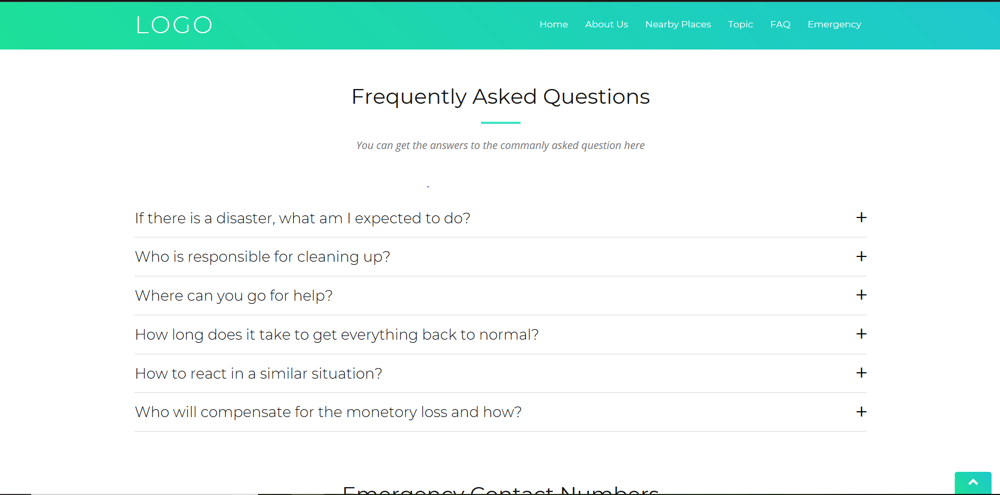 LOGO
Home About Us Nearby Places Topic FAQ Emergency
Frequently Asked Questions
You can get the answers to the commanly asked question here
.
If there is a disaster, what am I expected to do?
Who is responsible for cleaning up?
Where can you go for help?
How long does it take to get everything back to normal?
How to react in a similar situation?
Who will compensate for the monetory loss and how?
Emergency Contact Numbers